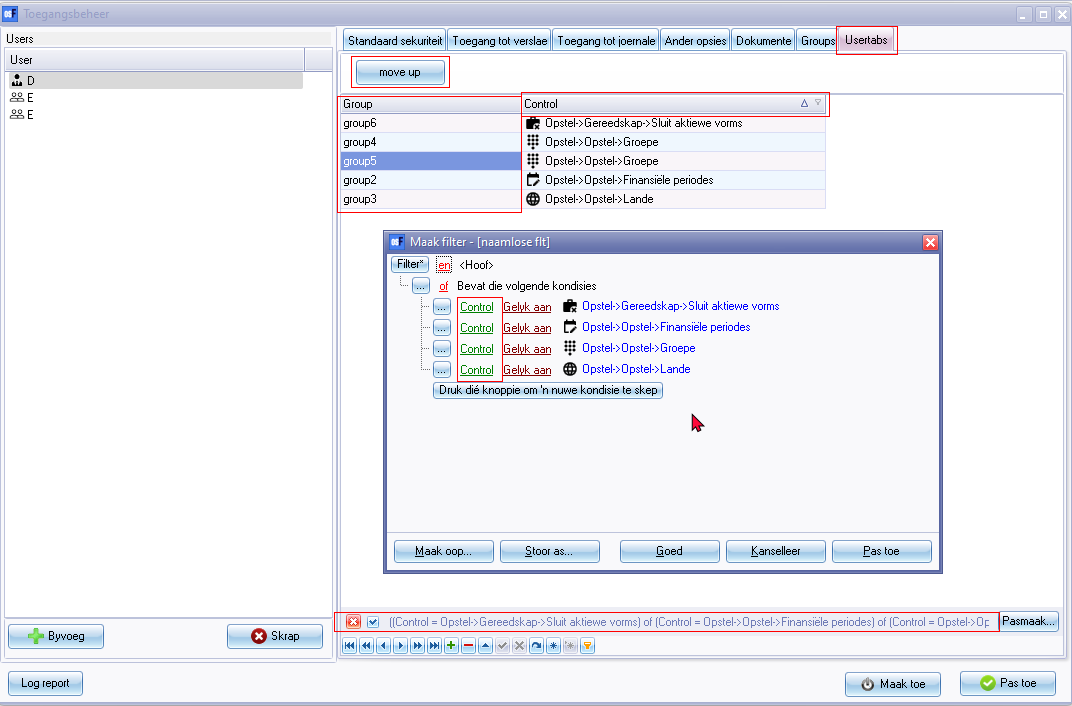 osF Toegangsbeheer
Users
User
D
E
E
Standaard sekuriteit Toegang tot verslae Toegang tot joernale Ander opsies Dokumente Groups Usertabs
move up
Group Control
group6 Opstel->Gereedskap->Sluit aktiewe vorms
group4 Opstel->Opstel->Groepe
group5 Opstel->Opstel->Groepe
group2 Opstel->Opstel->Finansiële periodes
group3 Opstel->Opstel->Lande
osF Maak filter - [naamlose flt]
Filter* en <Hoof>
... of Bevat die volgende kondisies
... Control Gelyk aan Opstel->Gereedskap->Sluit aktiewe vorms
... Control Gelyk aan Opstel->Opstel->Finansiële periodes
... Control Gelyk aan Opstel->Opstel->Groepe
... Control Gelyk aan Opstel->Opstel->Lande
Druk dié knoppie om 'n nuwe kondisie te skep
Maak oop... Stoor as... Goed Kanselleer Pas toe
((Control = Opstel->Gereedskap->Sluit aktiewe vorms) of (Control = Opstel->Opstel->Finansiële periodes) of (Control = Opstel->Op Pasmaak...
Byvoeg Skrap
Log report Maak toe Pas toe